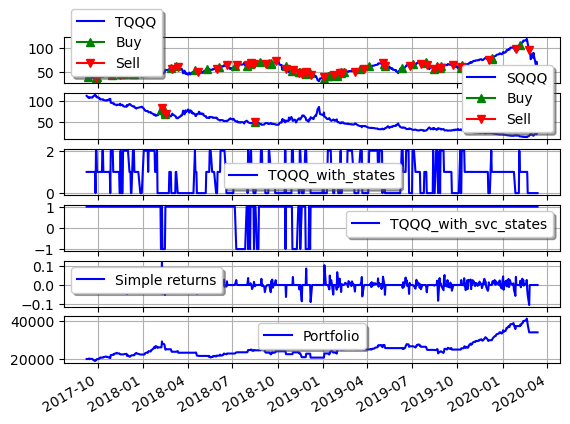 TQQQ
Buy
Sell
100
50
SQQQ
Buy
Sell
100
50
2
0
TQQQ_with_states
1
−1
TQQQ_with_svc_states
0.1
0.0
−0.1
Simple returns
40000
20000
Portfolio
2017-10
2018-01
2018-04
2018-07
2018-10
2019-01
2019-04
2019-07
2019-10
2020-01
2020-04